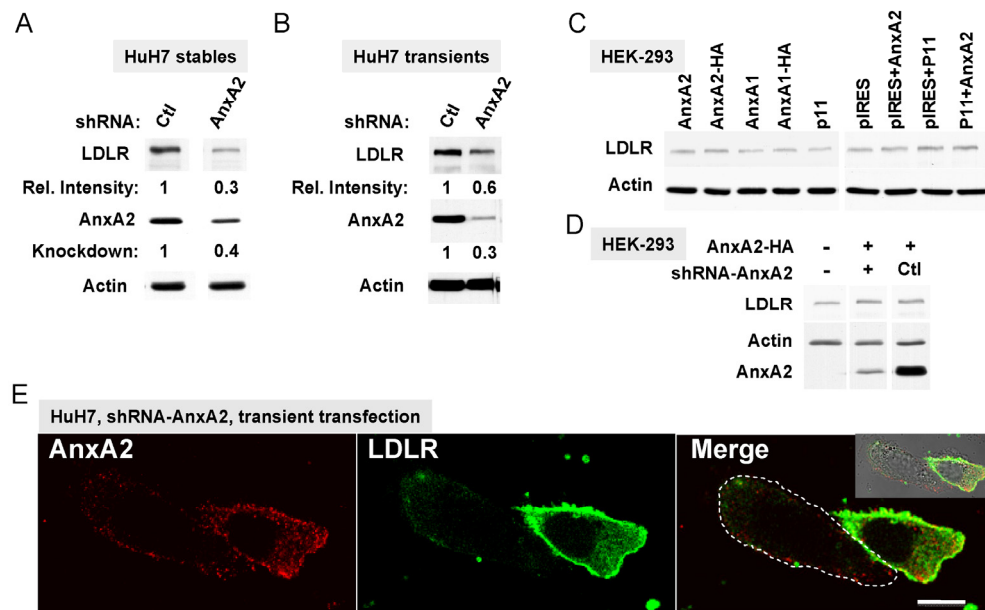 A
HuH7 stables
shRNA: Ctl AnxA2
LDLR
Rel. Intensity: 1 0.3
AnxA2
Knockdown: 1 0.4
Actin
B
HuH7 transients
shRNA: Ctl AnxA2
LDLR
Rel. Intensity: 1 0.6
AnxA2
1 0.3
Actin
C
HEK-293
AnxA2 AnxA2-HA AnxA1 AnxA1-HA p11 pIRES pIRES+AnxA2 pIRES+P11 P11+AnxA2
LDLR
Actin
D
HEK-293
AnxA2-HA - + +
shRNA-AnxA2 - + Ctl
LDLR
Actin
AnxA2
E
HuH7, shRNA-AnxA2, transient transfection
AnxA2 LDLR Merge